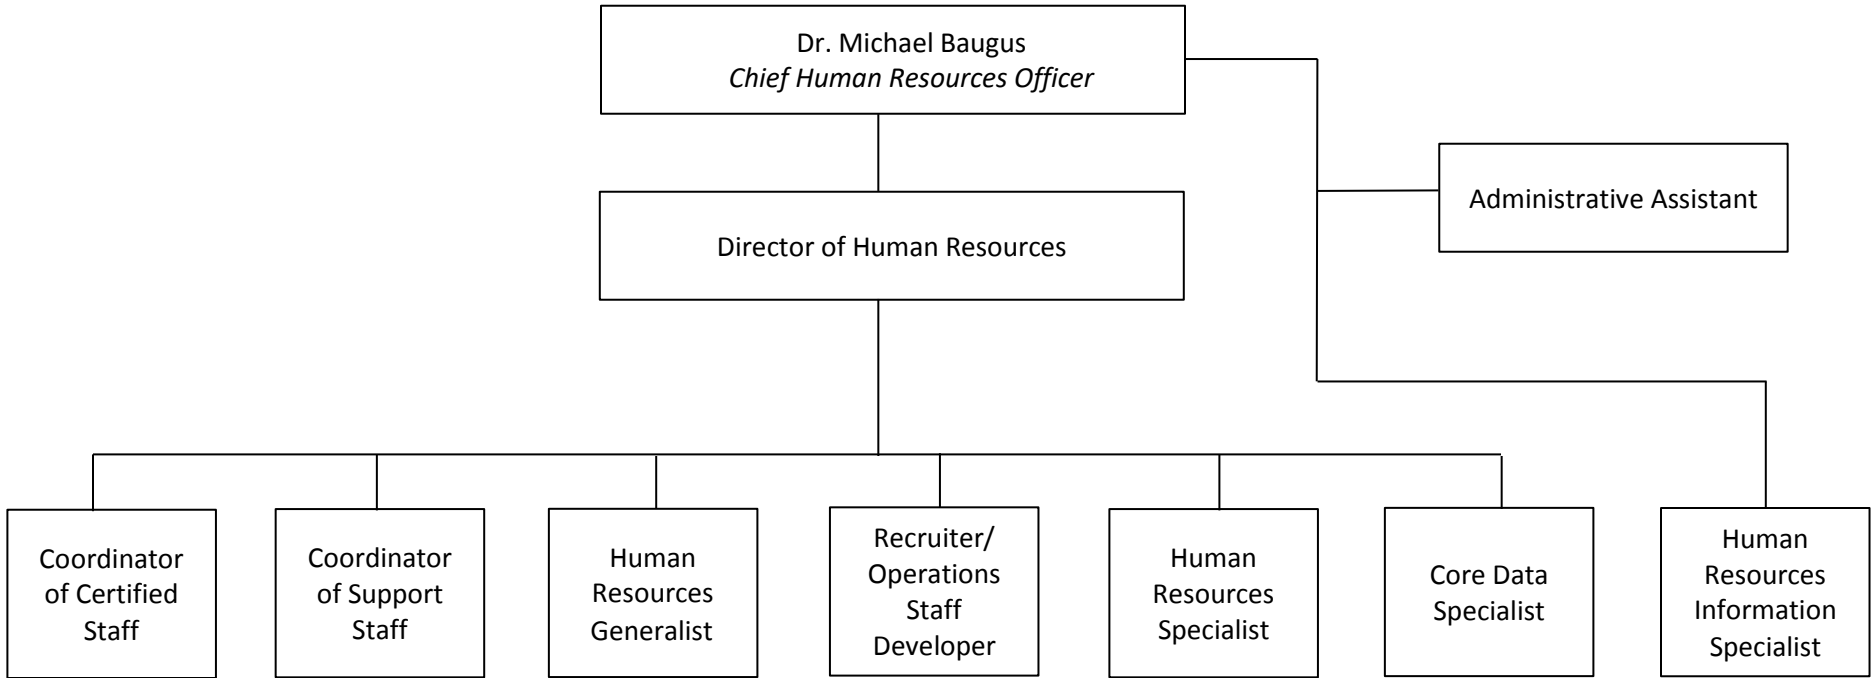 Dr. Michael Baugus
Chief Human Resources Officer
Administrative Assistant
Director of Human Resources
Coordinator
of Certified
Staff
Coordinator
of Support
Staff
Human
Resources
Generalist
Recruiter/
Operations
Staff
Developer
Human
Resources
Specialist
Core Data
Specialist
Human
Resources
Information
Specialist